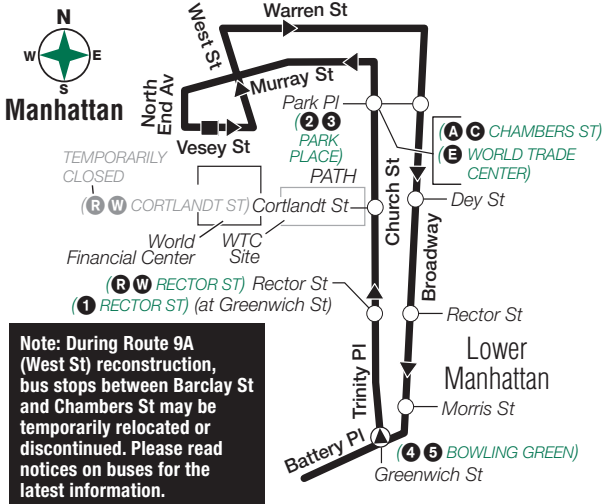 N
W E
S
Manhattan
Warren St
West St
Murray St
North
End Av
Vesey St
Park Pl
(2 3
PARK
PLACE)
(A C CHAMBERS ST)
(E WORLD TRADE
CENTER)
TEMPORARILY
CLOSED
(R W CORTLANDT ST)
PATH
Cortlandt St
Church St
Dey St
World
Financial Center
WTC
Site
Broadway
(R W RECTOR ST) Rector St
(1 RECTOR ST) (at Greenwich St)
Rector St
Trinity Pl
Lower
Manhattan
Morris St
Battery Pl
(4 5 BOWLING GREEN)
Greenwich St
Note: During Route 9A
(West St) reconstruction,
bus stops between Barclay St
and Chambers St may be
temporarily relocated or
discontinued. Please read
notices on buses for the
latest information.